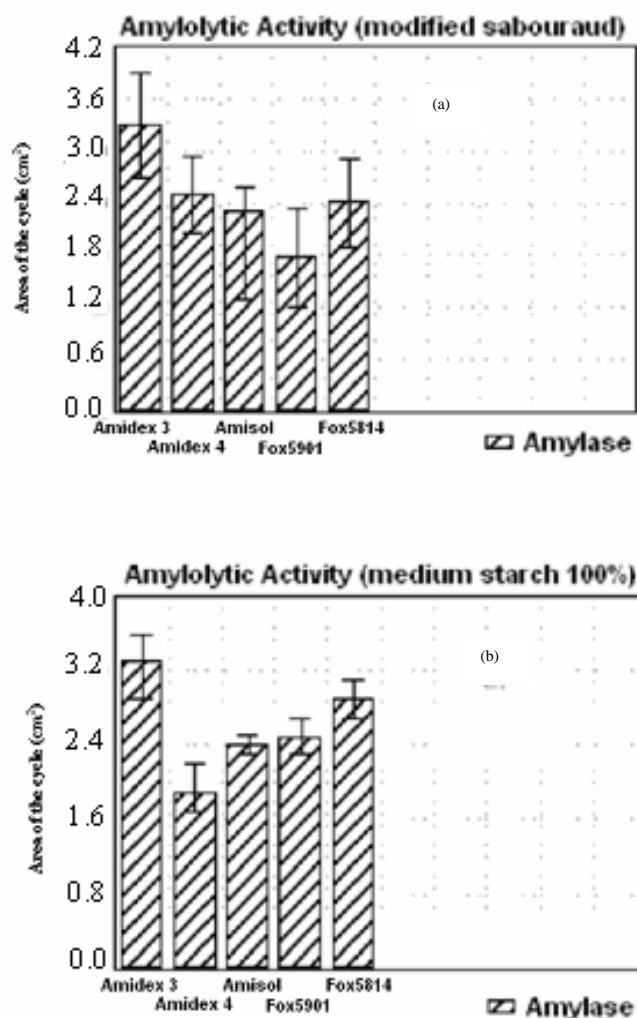 Amylolytic Activity (modified sabouraud)
4.2
3.6
3.0
2.4
1.8
1.2
0.6
0.0
Area of the cycle (cm²)
(a)
Amidex 3 Amisol Fox5814
Amidex 4 Fox5901
Amylase
Amylolytic Activity (medium starch 100%)
4.0
3.2
2.4
1.6
0.8
0.0
Area of the cycle (cm²)
(b)
Amidex 3 Amisol Fox5814
Amidex 4 Fox5901
Amylase